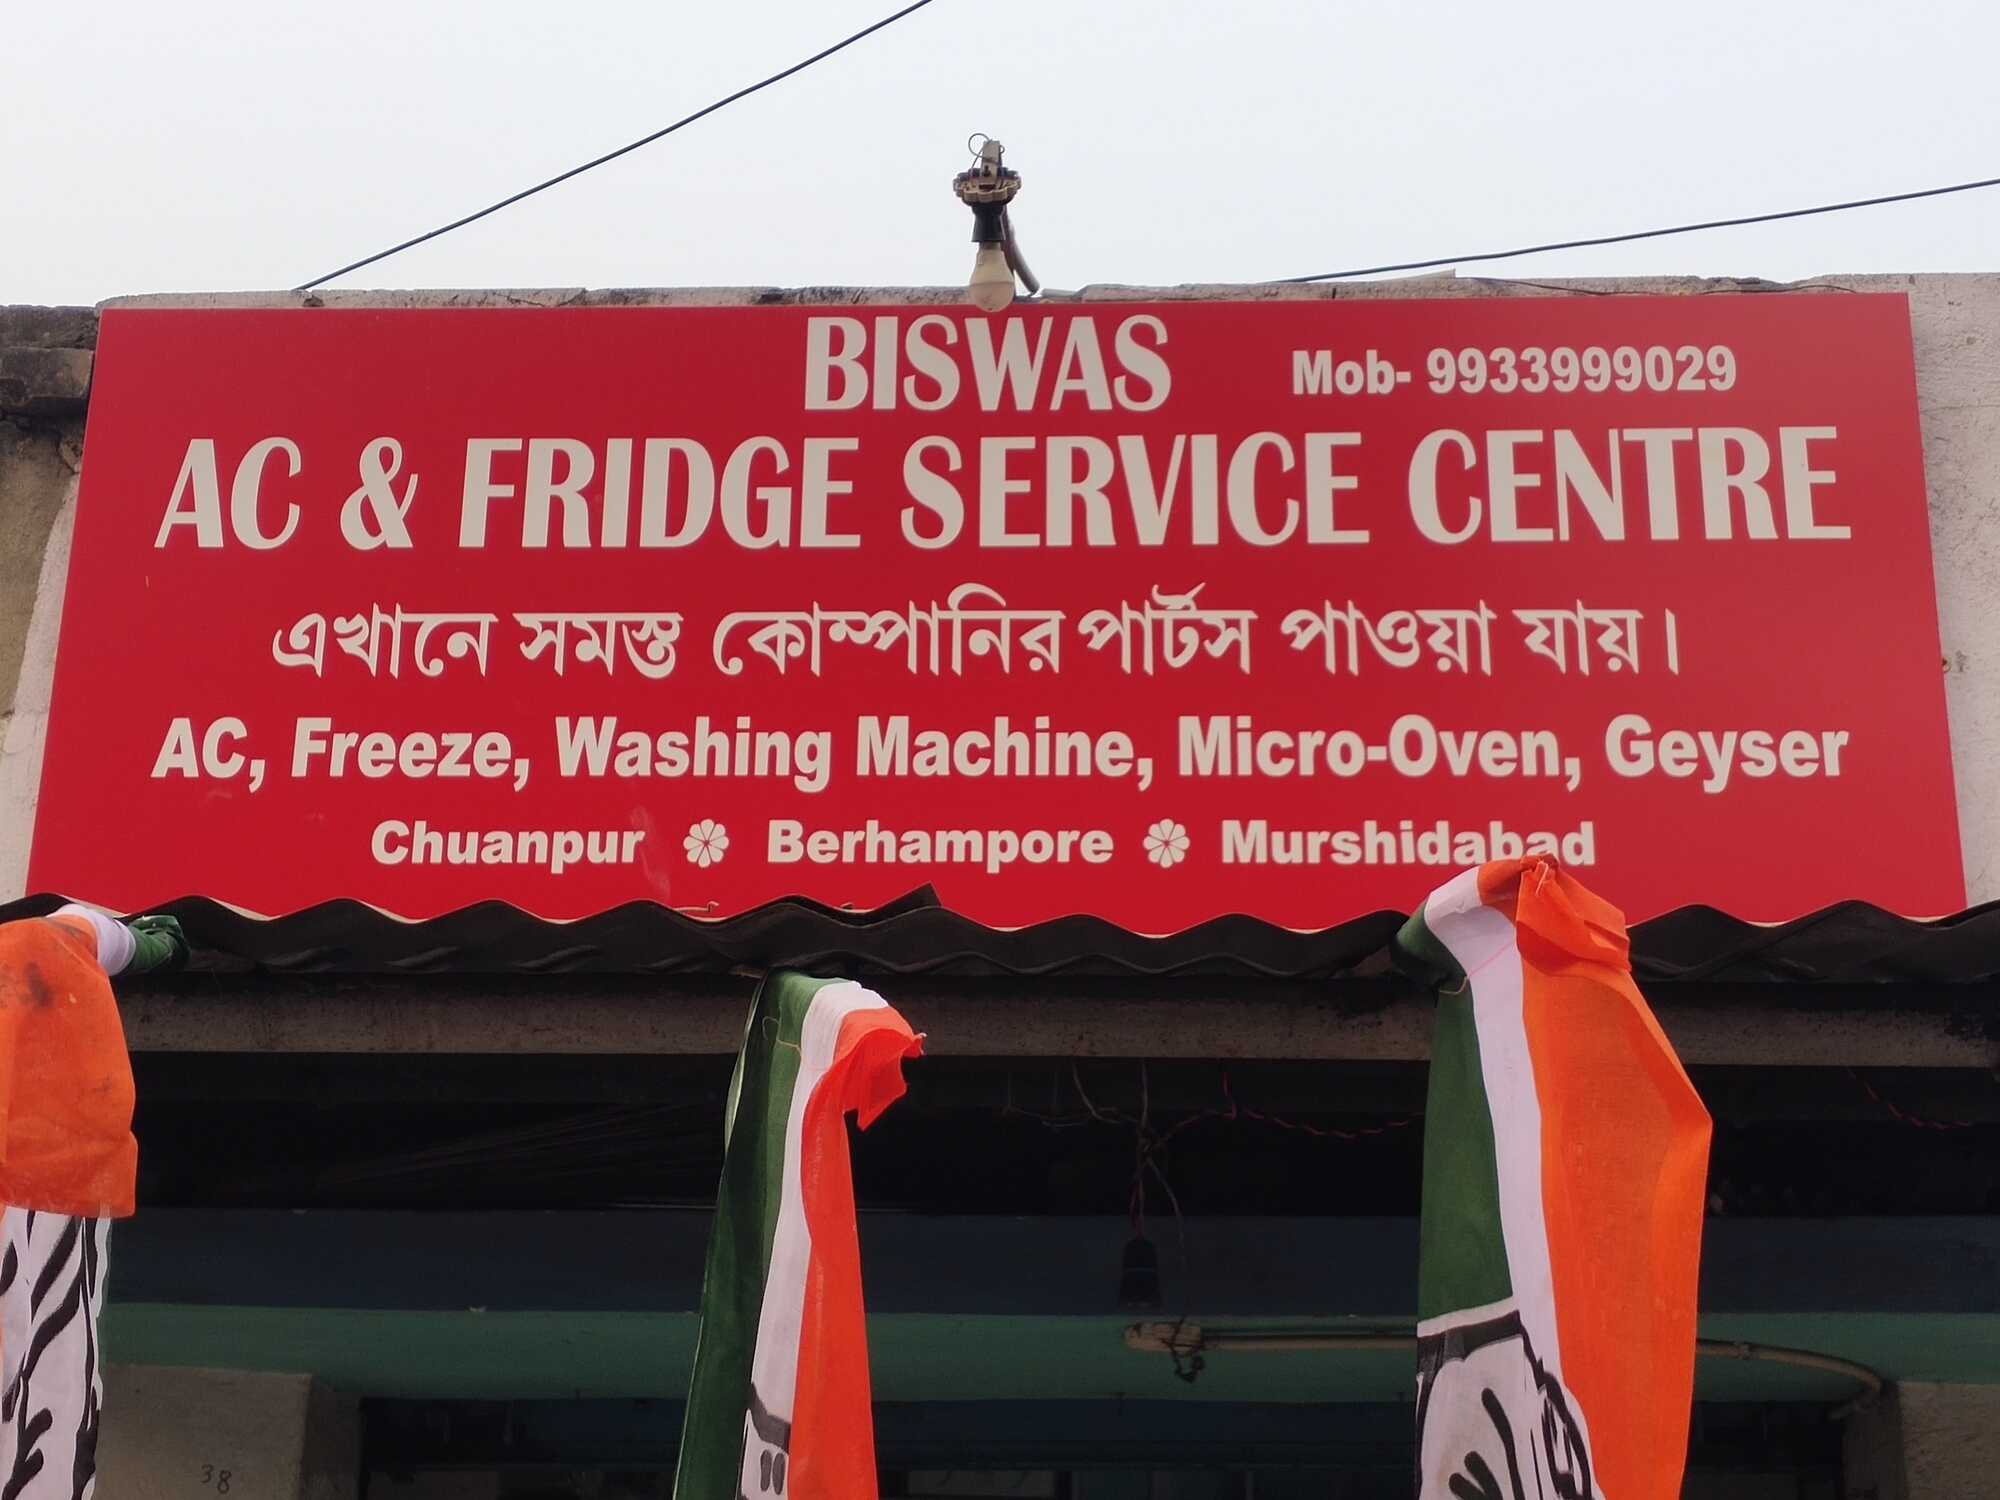 BISWAS
Mob- 9933999029
AC & FRIDGE SERVICE CENTRE
এখানে সমস্ত কোম্পানির পার্টস পাওয়া যায়।
AC, Freeze, Washing Machine, Micro-Oven, Geyser
Chuanpur Berhampore Murshidabad
38